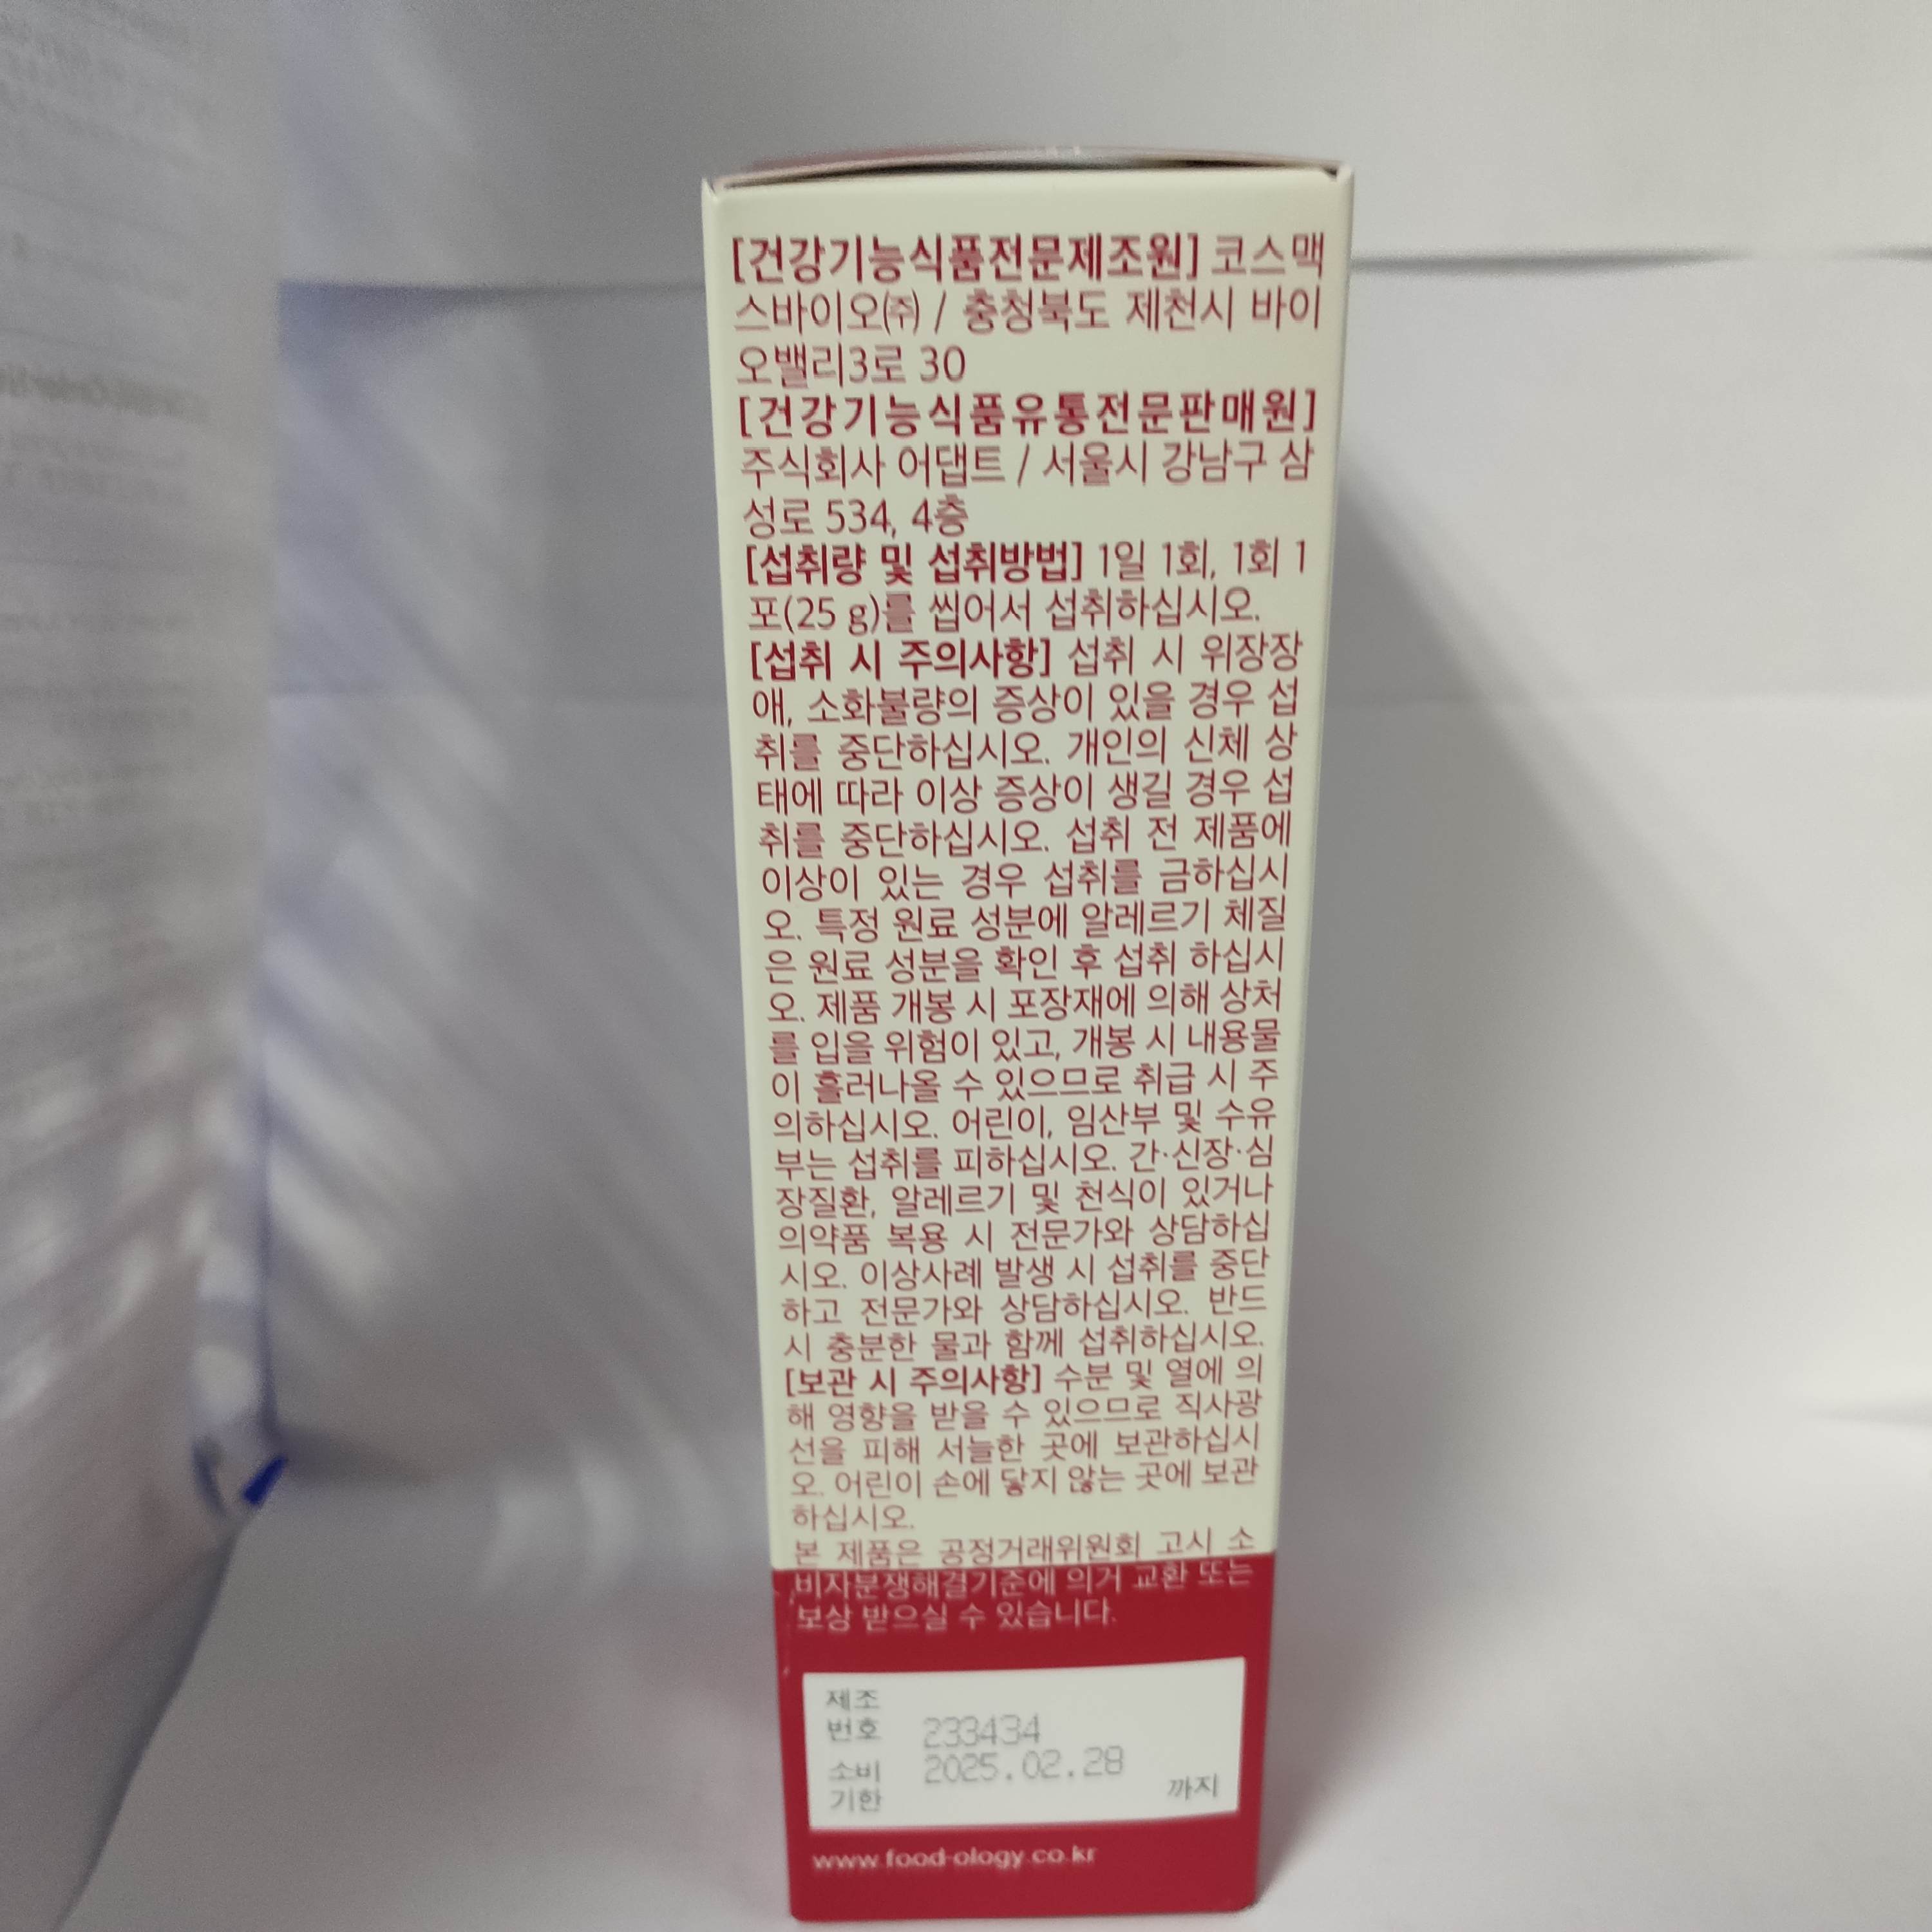 [건강기능식품전문제조원] 코스맥
스바이오㈜ / 충청북도 제천시 바이
오밸리3로 30
[건강기능식품유통전문판매원]
주식회사 어댑트 / 서울시 강남구 삼
성로 534, 4층
[섭취량 및 섭취방법] 1일 1회, 1회 1
포(25 g)를 씹어서 섭취하십시오.
[섭취 시 주의사항] 섭취 시 위장장
애, 소화불량의 증상이 있을 경우 섭
취를 중단하십시오. 개인의 신체 상
태에 따라 이상 증상이 생길 경우 섭
취를 중단하십시오. 섭취 전 제품에
이상이 있는 경우 섭취를 금하십시
오. 특정 원료 성분에 알레르기 체질
은 원료 성분을 확인 후 섭취 하십시
오. 제품 개봉 시 포장재에 의해 상처
를 입을 위험이 있고, 개봉 시 내용물
이 흘러나올 수 있으므로 취급 시 주
의하십시오. 어린이, 임산부 및 수유
부는 섭취를 피하십시오. 간·신장·심
장질환, 알레르기 및 천식이 있거나
의약품 복용 시 전문가와 상담하십
시오. 이상사례 발생 시 섭취를 중단
하고 전문가와 상담하십시오. 반드
시 충분한 물과 함께 섭취하십시오.
[보관 시 주의사항] 수분 및 열에 의
해 영향을 받을 수 있으므로 직사광
선을 피해 서늘한 곳에 보관하십시
오. 어린이 손에 닿지 않는 곳에 보관
하십시오.
본 제품은 공정거래위원회 고시 소
비자분쟁해결기준에 의거 교환 또는
보상 받으실 수 있습니다.
제조
번호 233434
소비 2025.02.28
기한 까지
www.food-ology.co.kr